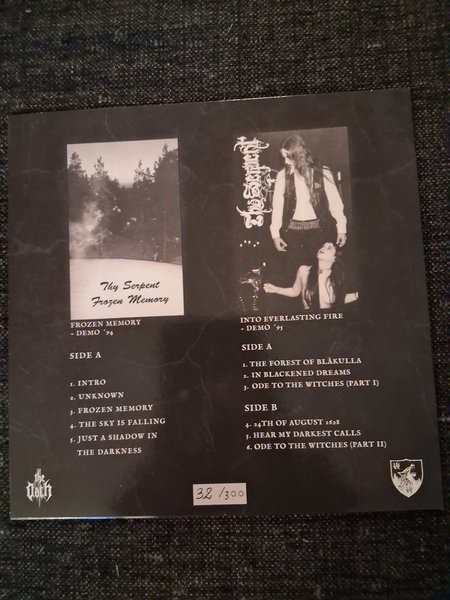 Thy Serpent
Frozen Memory
FROZEN MEMORY
- DEMO ´94
SIDE A
1. INTRO
2. UNKNOWN
3. FROZEN MEMORY
4. THE SKY IS FALLING
5. JUST A SHADOW IN
THE DARKNESS
Thy Serpent
INTO EVERLASTING FIRE
- DEMO ´95
SIDE A
1. THE FOREST OF BLÅKULLA
2. IN BLACKENED DREAMS
3. ODE TO THE WITCHES (PART I)
SIDE B
4. 24TH OF AUGUST 1628
5. HEAR MY DARKEST CALLS
6. ODE TO THE WITCHES (PART II)
The
Oath
32/300